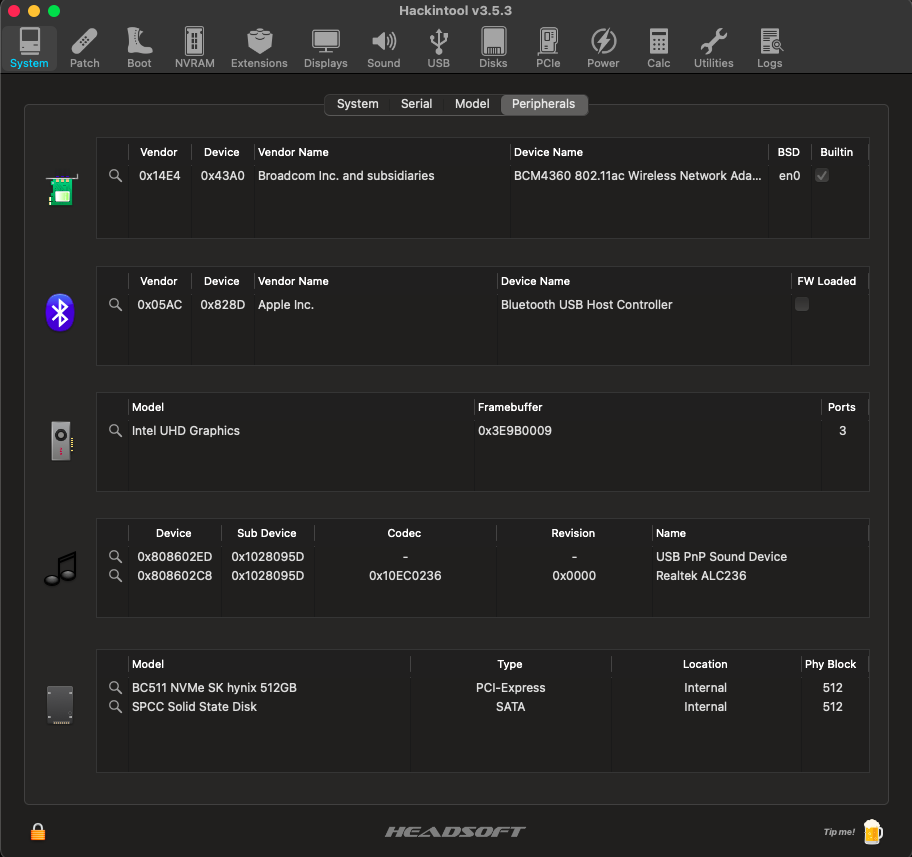 Hackintool v3.5.3
System Patch Boot NVRAM Extensions Displays Sound USB Disks PCIe Power Calc Utilities Logs
System Serial Model Peripherals
Vendor Device Vendor Name Device Name BSD Builtin
0x14E4 0x43A0 Broadcom Inc. and subsidiaries BCM4360 802.11ac Wireless Network Ada... en0
Vendor Device Vendor Name Device Name FW Loaded
0x05AC 0x828D Apple Inc. Bluetooth USB Host Controller
Model Framebuffer Ports
Intel UHD Graphics 0x3E9B0009 3
Device Sub Device Codec Revision Name
0x808602ED 0x1028095D - - USB PnP Sound Device
0x808602C8 0x1028095D 0x10EC0236 0x0000 Realtek ALC236
Model Type Location Phy Block
BC511 NVMe SK hynix 512GB PCI-Express Internal 512
SPCC Solid State Disk SATA Internal 512
HEADSOFT Tip me!